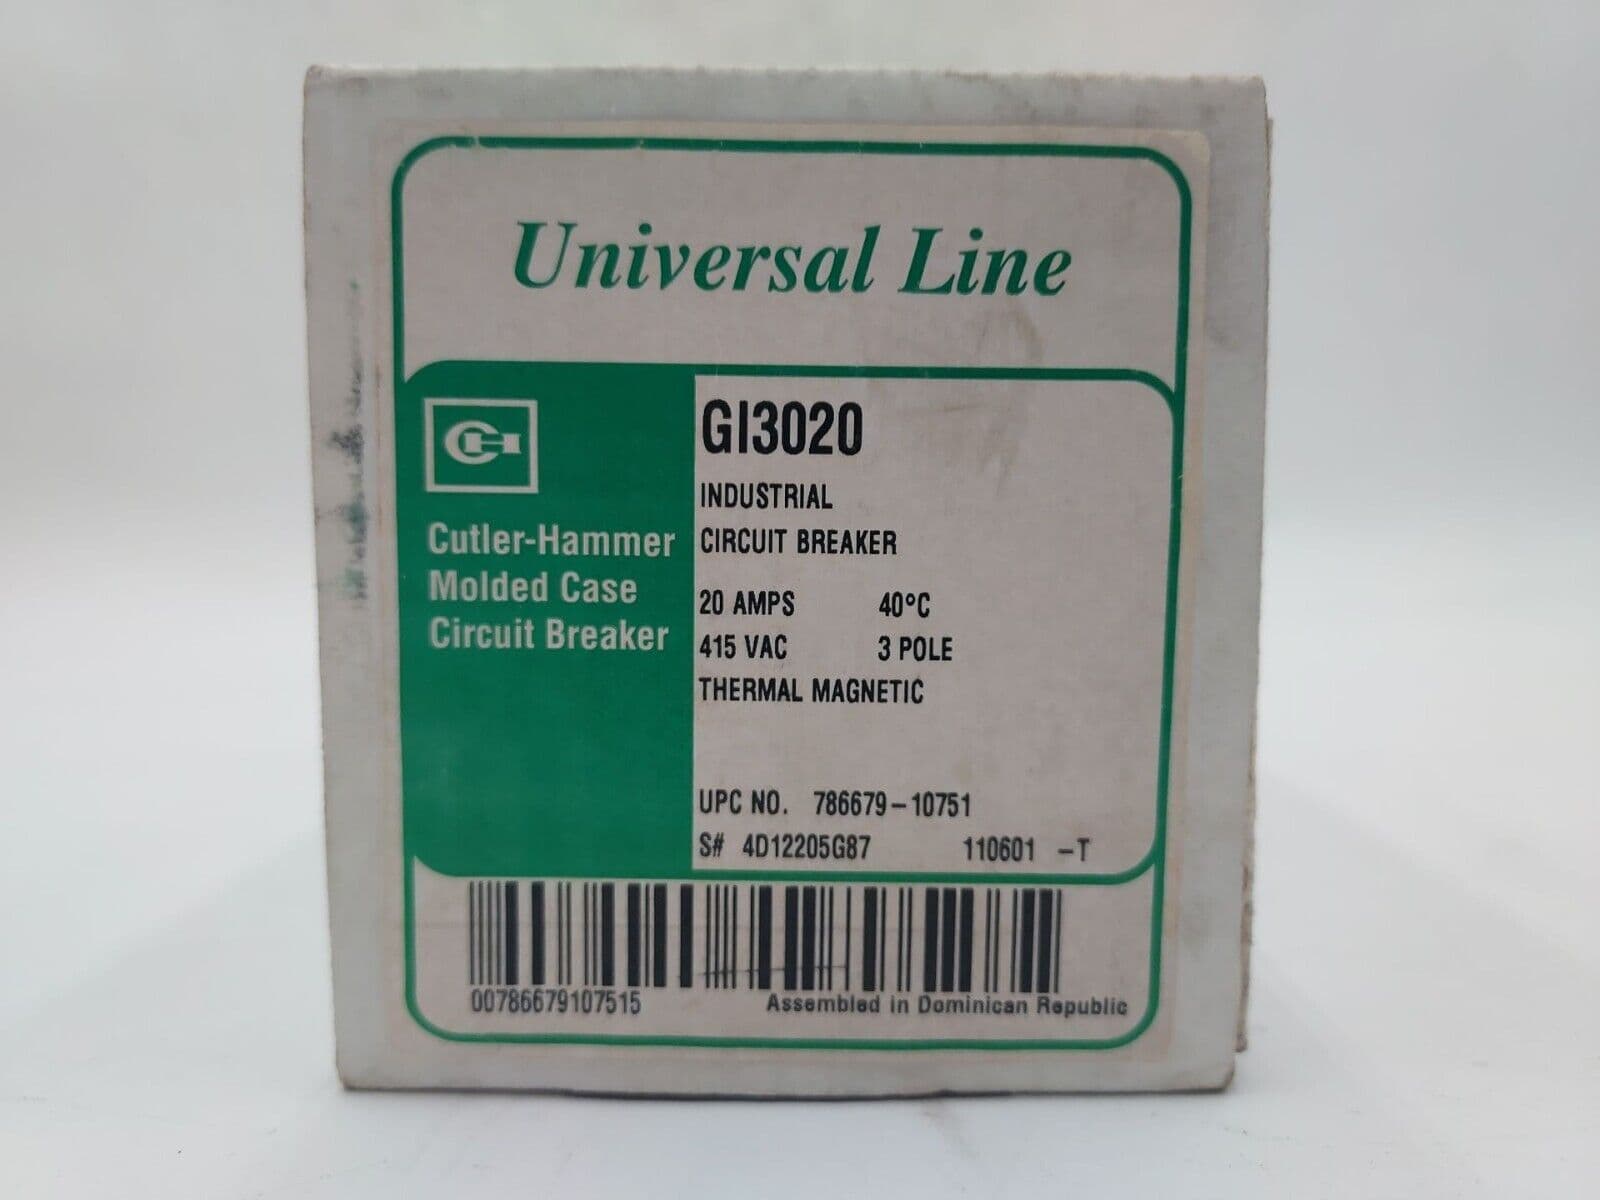 Universal Line
CH
Cutler-Hammer
Molded Case
Circuit Breaker
GI3020
INDUSTRIAL
CIRCUIT BREAKER
20 AMPS 40°C
415 VAC 3 POLE
THERMAL MAGNETIC
UPC NO. 786679-10751
S# 4D12205G87 110601 -T
00786679107515
Assembled in Dominican Republic